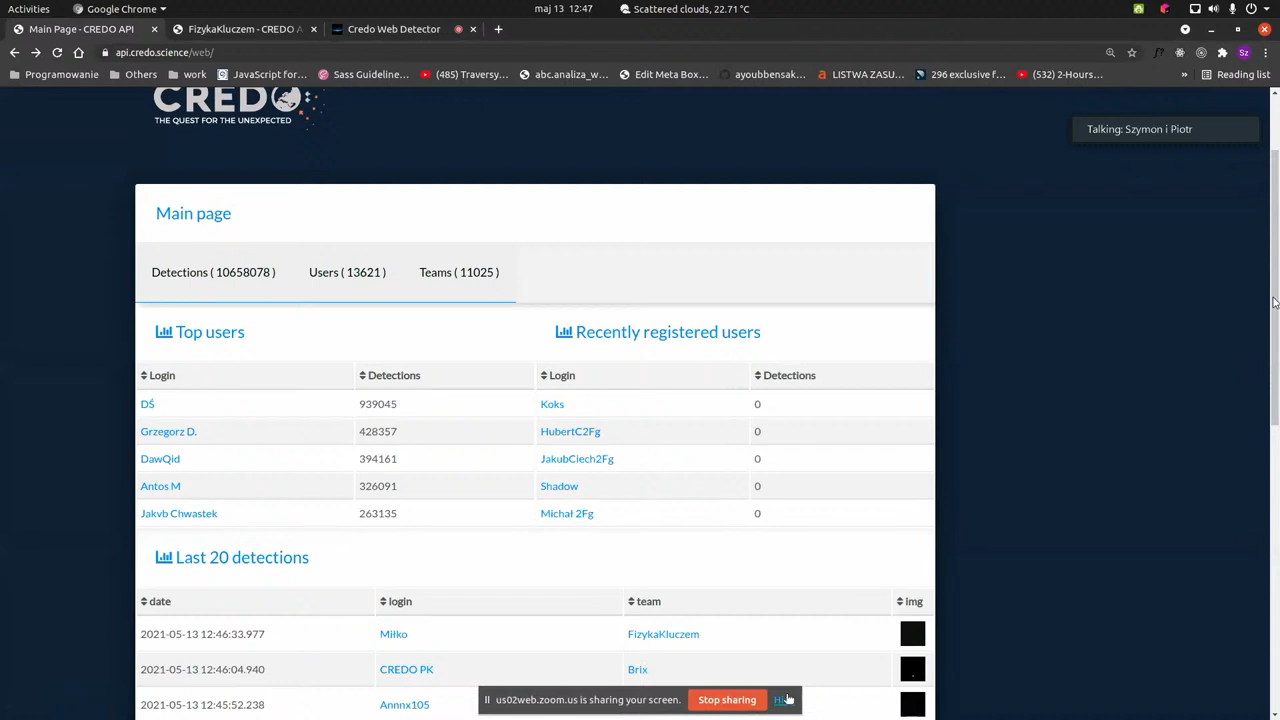 Activities
Google Chrome
maj 13 12:47
Scattered clouds, 22.71 °C
Main Page - CREDO API
FizykaKluczem - CREDO A
Credo Web Detector
Sz
api.credo.science/web/
Programowanie
Others
work
JavaScript for...
Sass Guideline...
(485) Traversy...
abc.analiza_w...
Edit Meta Box...
ayoubbensak...
LISTWA ZASU...
296 exclusive f...
(532) 2-Hours...
»
Reading list
CREDO
THE QUEST FOR THE UNEXPECTED
Talking: Szymon i Piotr
Main page
Detections ( 10658078 )
Users ( 13621 )
Teams ( 11025 )
Top users
Recently registered users
Login Detections
Login Detections
DŚ 939045
Koks 0
Grzegorz D. 428357
HubertC2Fg 0
DawQid 394161
JakubCiech2Fg 0
Antos M 326091
Shadow 0
Jakvb Chwastek 263135
Michał 2Fg 0
Last 20 detections
date login team img
2021-05-13 12:46:33.977 Miłko FizykaKluczem
2021-05-13 12:46:04.940 CREDO PK Brix
2021-05-13 12:45:52.238 Annnx105
us02web.zoom.us is sharing your screen.
Stop sharing